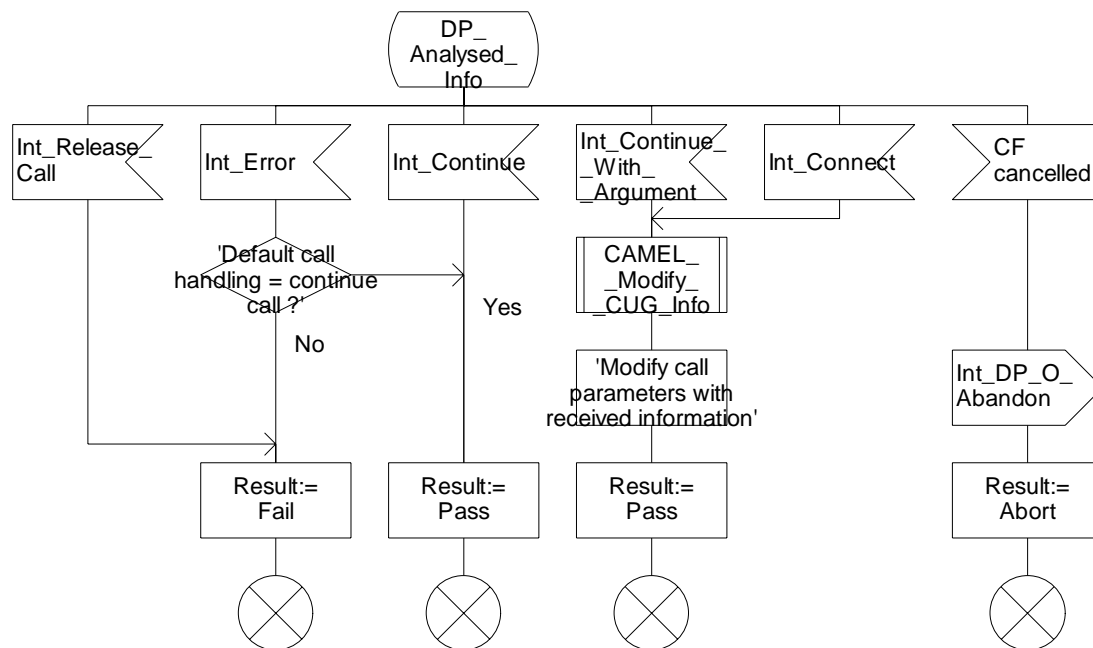 DP_
Analysed_
Info
Int_Release_
Call
Int_Error
Int_Continue
Int_Continue_
_With_
_Argument
Int_Connect
CF
cancelled
'Default call
handling = continue
call ?'
Yes
No
CAMEL_
_Modify_
_CUG_Info
'Modify call
parameters with
received information'
Int_DP_O_
Abandon
Result:=
Fail
Result:=
Pass
Result:=
Pass
Result:=
Abort